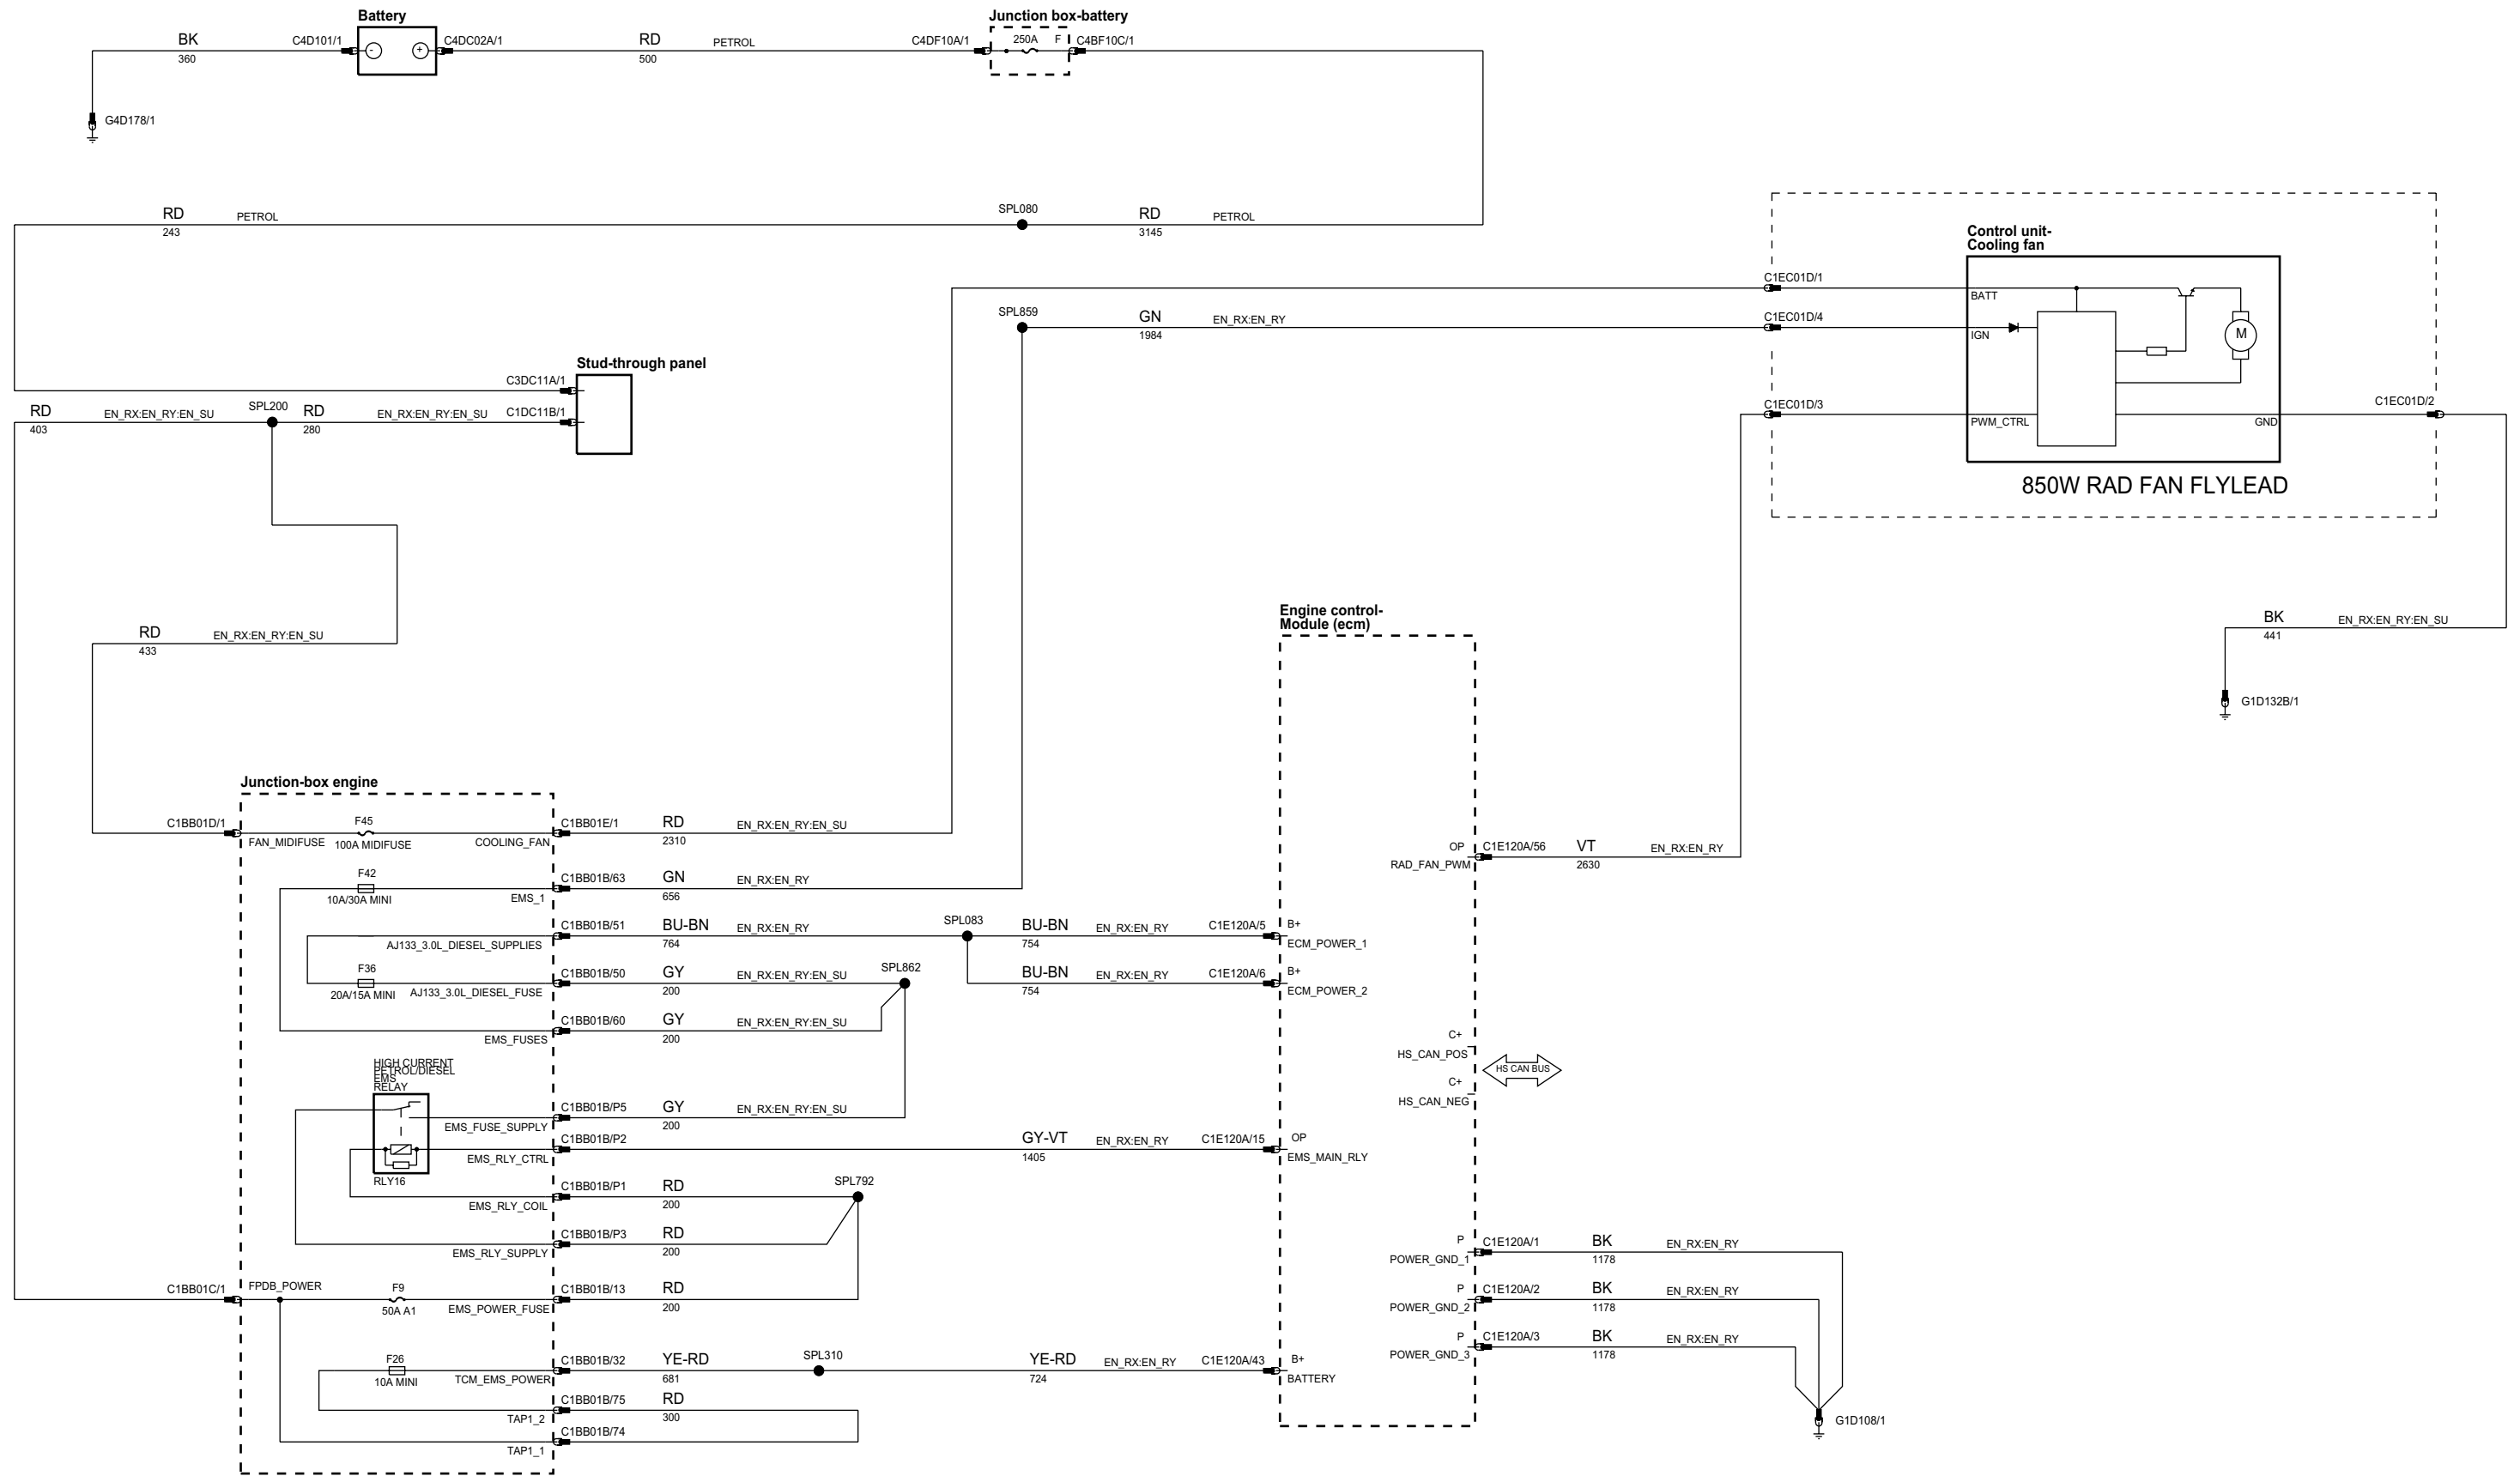 Battery
Junction box-battery
BK
360
C4D101/1
-
+
C4DC02A/1
RD
500
PETROL
C4DF10A/1
250A
F
C4BF10C/1
G4D178/1
RD
243
PETROL
SPL080
RD
3145
PETROL
Control unit-
Cooling fan
C1EC01D/1
BATT
SPL859
GN
1984
EN_RX:EN_RY
C1EC01D/4
IGN
M
Stud-through panel
C3DC11A/1
RD
403
EN_RX:EN_RY:EN_SU
SPL200
RD
280
EN_RX:EN_RY:EN_SU
C1DC11B/1
C1EC01D/3
PWM_CTRL
GND
C1EC01D/2
850W RAD FAN FLYLEAD
Engine control-
Module (ecm)
BK
441
EN_RX:EN_RY:EN_SU
RD
433
EN_RX:EN_RY:EN_SU
G1D132B/1
Junction-box engine
C1BB01D/1
FAN_MIDIFUSE
F45
100A MIDIFUSE
COOLING_FAN
C1BB01E/1
RD
2310
EN_RX:EN_RY:EN_SU
OP
RAD_FAN_PWM
C1E120A/56
VT
2630
EN_RX:EN_RY
F42
10A/30A MINI
EMS_1
C1BB01B/63
GN
656
EN_RX:EN_RY
AJ133_3.0L_DIESEL_SUPPLIES
C1BB01B/51
BU-BN
764
EN_RX:EN_RY
SPL083
BU-BN
754
EN_RX:EN_RY
C1E120A/5
B+
ECM_POWER_1
F36
20A/15A MINI
AJ133_3.0L_DIESEL_FUSE
C1BB01B/50
GY
200
EN_RX:EN_RY:EN_SU
SPL862
BU-BN
754
EN_RX:EN_RY
C1E120A/6
B+
ECM_POWER_2
EMS_FUSES
C1BB01B/60
GY
200
EN_RX:EN_RY:EN_SU
C+
HS_CAN_POS
HS CAN BUS
C+
HS_CAN_NEG
HIGH CURRENT
PETROL/DIESEL
EMS
RELAY
EMS_FUSE_SUPPLY
C1BB01B/P5
GY
200
EN_RX:EN_RY:EN_SU
EMS_RLY_CTRL
C1BB01B/P2
GY-VT
1405
EN_RX:EN_RY
C1E120A/15
OP
EMS_MAIN_RLY
RLY16
EMS_RLY_COIL
C1BB01B/P1
RD
200
SPL792
EMS_RLY_SUPPLY
C1BB01B/P3
RD
200
P
POWER_GND_1
C1E120A/1
BK
1178
EN_RX:EN_RY
C1BB01C/1
FPDB_POWER
F9
50A A1
EMS_POWER_FUSE
C1BB01B/13
RD
200
P
POWER_GND_2
C1E120A/2
BK
1178
EN_RX:EN_RY
P
POWER_GND_3
C1E120A/3
BK
1178
EN_RX:EN_RY
F26
10A MINI
TCM_EMS_POWER
C1BB01B/32
YE-RD
681
SPL310
YE-RD
724
EN_RX:EN_RY
C1E120A/43
B+
BATTERY
TAP1_2
C1BB01B/75
RD
300
G1D108/1
TAP1_1
C1BB01B/74